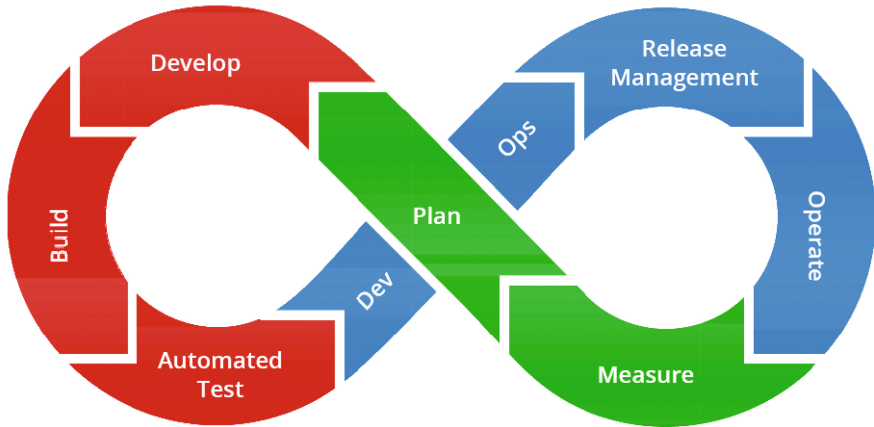 Develop
Build
Automated
Test
Dev
Plan
Ops
Release
Management
Operate
Measure